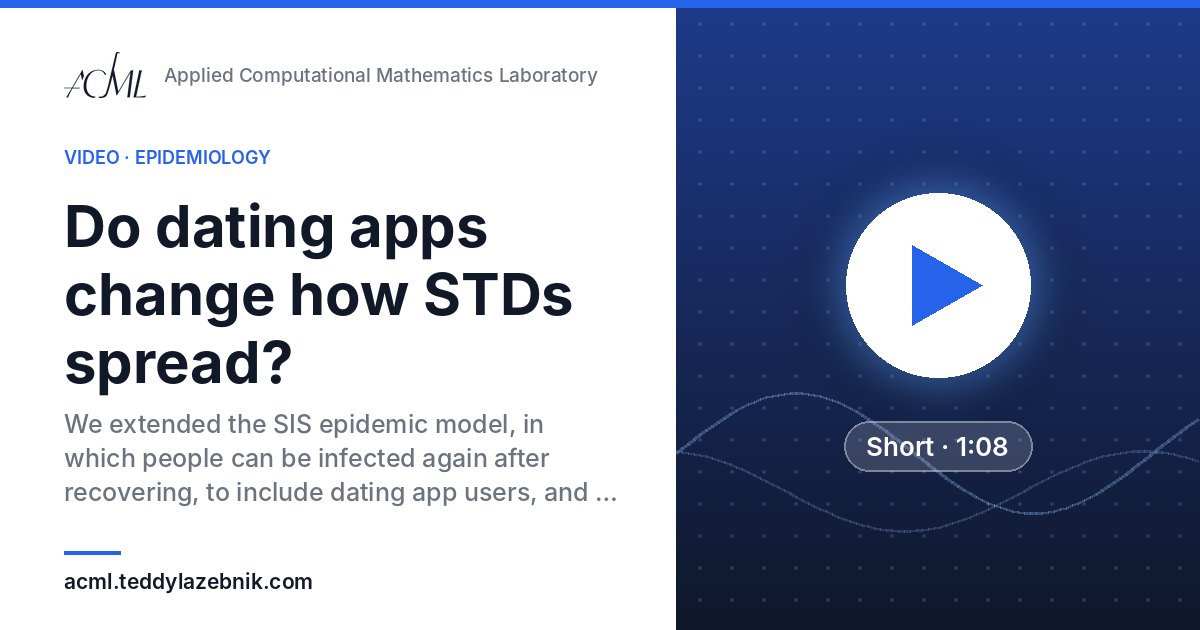 ACML
Applied Computational Mathematics Laboratory
VIDEO · EPIDEMIOLOGY
Do dating apps
change how STDs
spread?
We extended the SIS epidemic model, in
which people can be infected again after
recovering, to include dating app users, and ...
acml.teddylazebnik.com
Short · 1:08